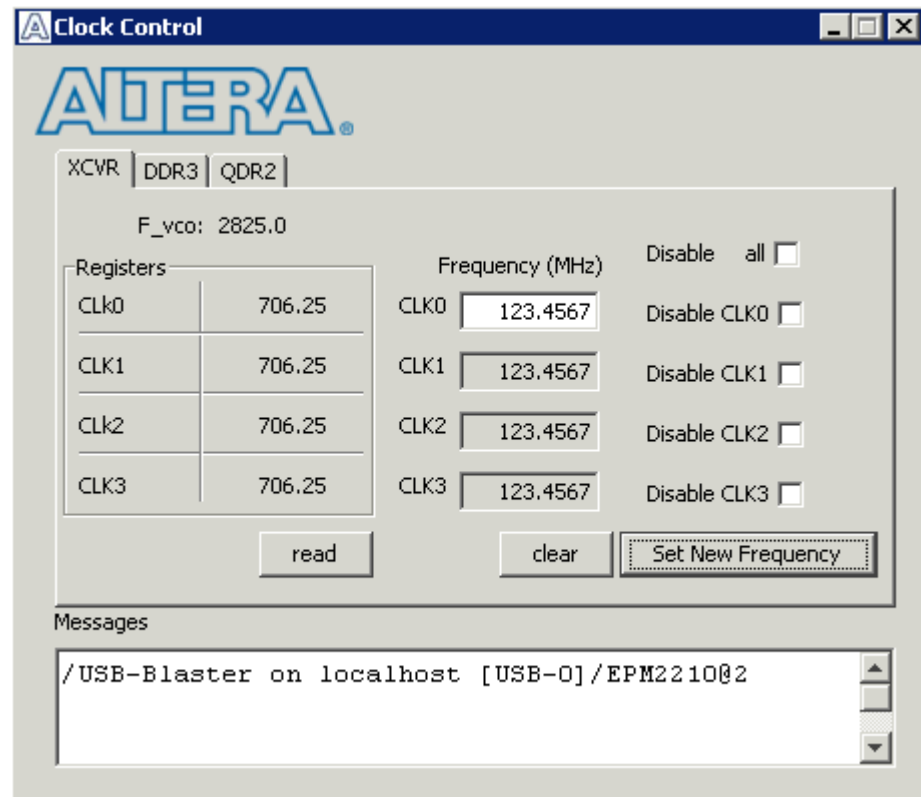 Clock Control
ALTERA®
XCVR DDR3 QDR2
F_vco: 2825.0
Registers
CLk0 706.25
CLK1 706.25
CLk2 706.25
CLK3 706.25
read
Frequency (MHz)
CLK0 123.4567
CLK1 123.4567
CLK2 123.4567
CLK3 123.4567
Disable all
Disable CLK0
Disable CLK1
Disable CLK2
Disable CLK3
clear Set New Frequency
Messages
/USB-Blaster on localhost [USB-0]/EPM2210@2